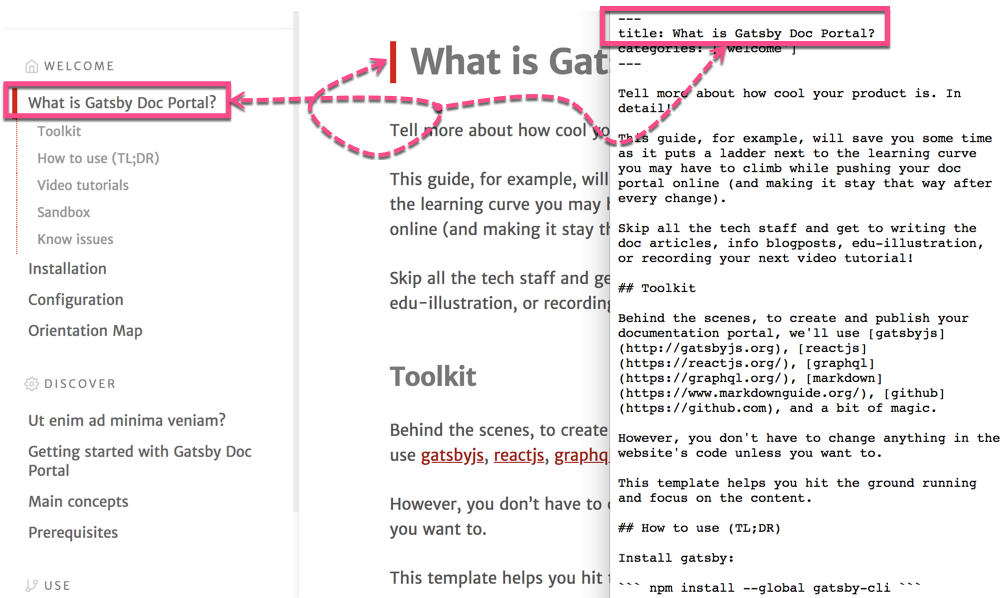 WELCOME
What is Gatsby Doc Portal?
Toolkit
How to use (TL;DR)
Video tutorials
Sandbox
Know issues
Installation
Configuration
Orientation Map
DISCOVER
Ut enim ad minima veniam?
Getting started with Gatsby Doc
Portal
Main concepts
Prerequisites
USE
What is Gats
Tell more about how cool yo
This guide, for example, will
the learning curve you may h
online (and making it stay th
Skip all the tech staff and ge
edu-illustration, or recording
Toolkit
Behind the scenes, to create
use gatsbyjs, reactjs, graphq
However, you don't have to c
you want to.
This template helps you hit t
---
title: What is Gatsby Doc Portal?
categories: ["welcome"]
---
Tell more about how cool your product is. In
detail!
This guide, for example, will save you some time
as it puts a ladder next to the learning curve
you may have to climb while pushing your doc
portal online (and making it stay that way after
every change).
Skip all the tech staff and get to writing the
doc articles, info blogposts, edu-illustration,
or recording your next video tutorial!
## Toolkit
Behind the scenes, to create and publish your
documentation portal, we'll use [gatsbyjs]
(http://gatsbyjs.org), [reactjs]
(https://reactjs.org/), [graphql]
(https://graphql.org/), [markdown]
(https://www.markdownguide.org/), [github]
(https://github.com), and a bit of magic.
However, you don't have to change anything in the
website's code unless you want to.
This template helps you hit the ground running
and focus on the content.
## How to use (TL;DR)
Install gatsby:
``` npm install --global gatsby-cli ```